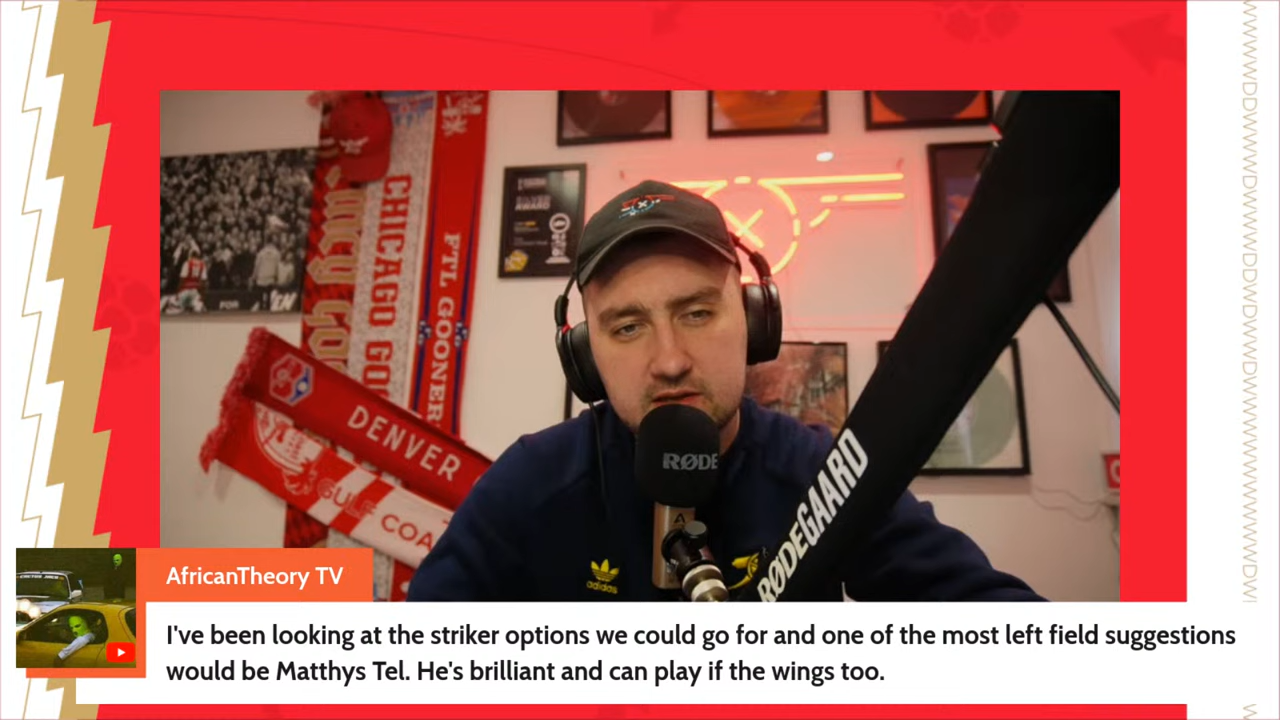 CHICAGO GO
FTL GOONER
DENVER
GULF COA
FOR
RØDE
adidas
RØDEGAARD
AfricanTheory TV
I've been looking at the striker options we could go for and one of the most left field suggestions
would be Matthys Tel. He's brilliant and can play if the wings too.